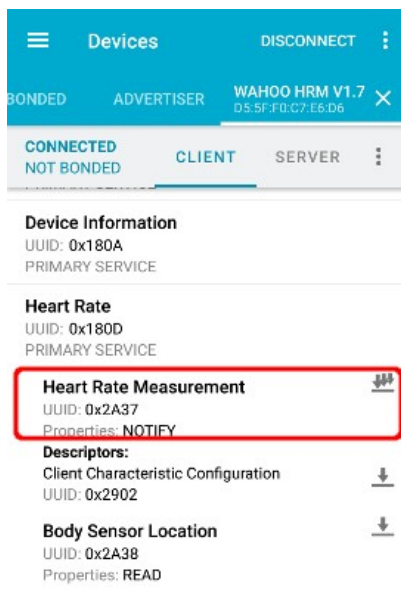 Devices
DISCONNECT
BONDED
ADVERTISER
WAHOO HRM V1.7
D5:5F:F0:C7:E6:D6
CONNECTED
NOT BONDED
CLIENT
SERVER
PRIMARY SERVICE
Device Information
UUID: 0x180A
PRIMARY SERVICE
Heart Rate
UUID: 0x180D
PRIMARY SERVICE
Heart Rate Measurement
UUID: 0x2A37
Properties: NOTIFY
Descriptors:
Client Characteristic Configuration
UUID: 0x2902
Body Sensor Location
UUID: 0x2A38
Properties: READ